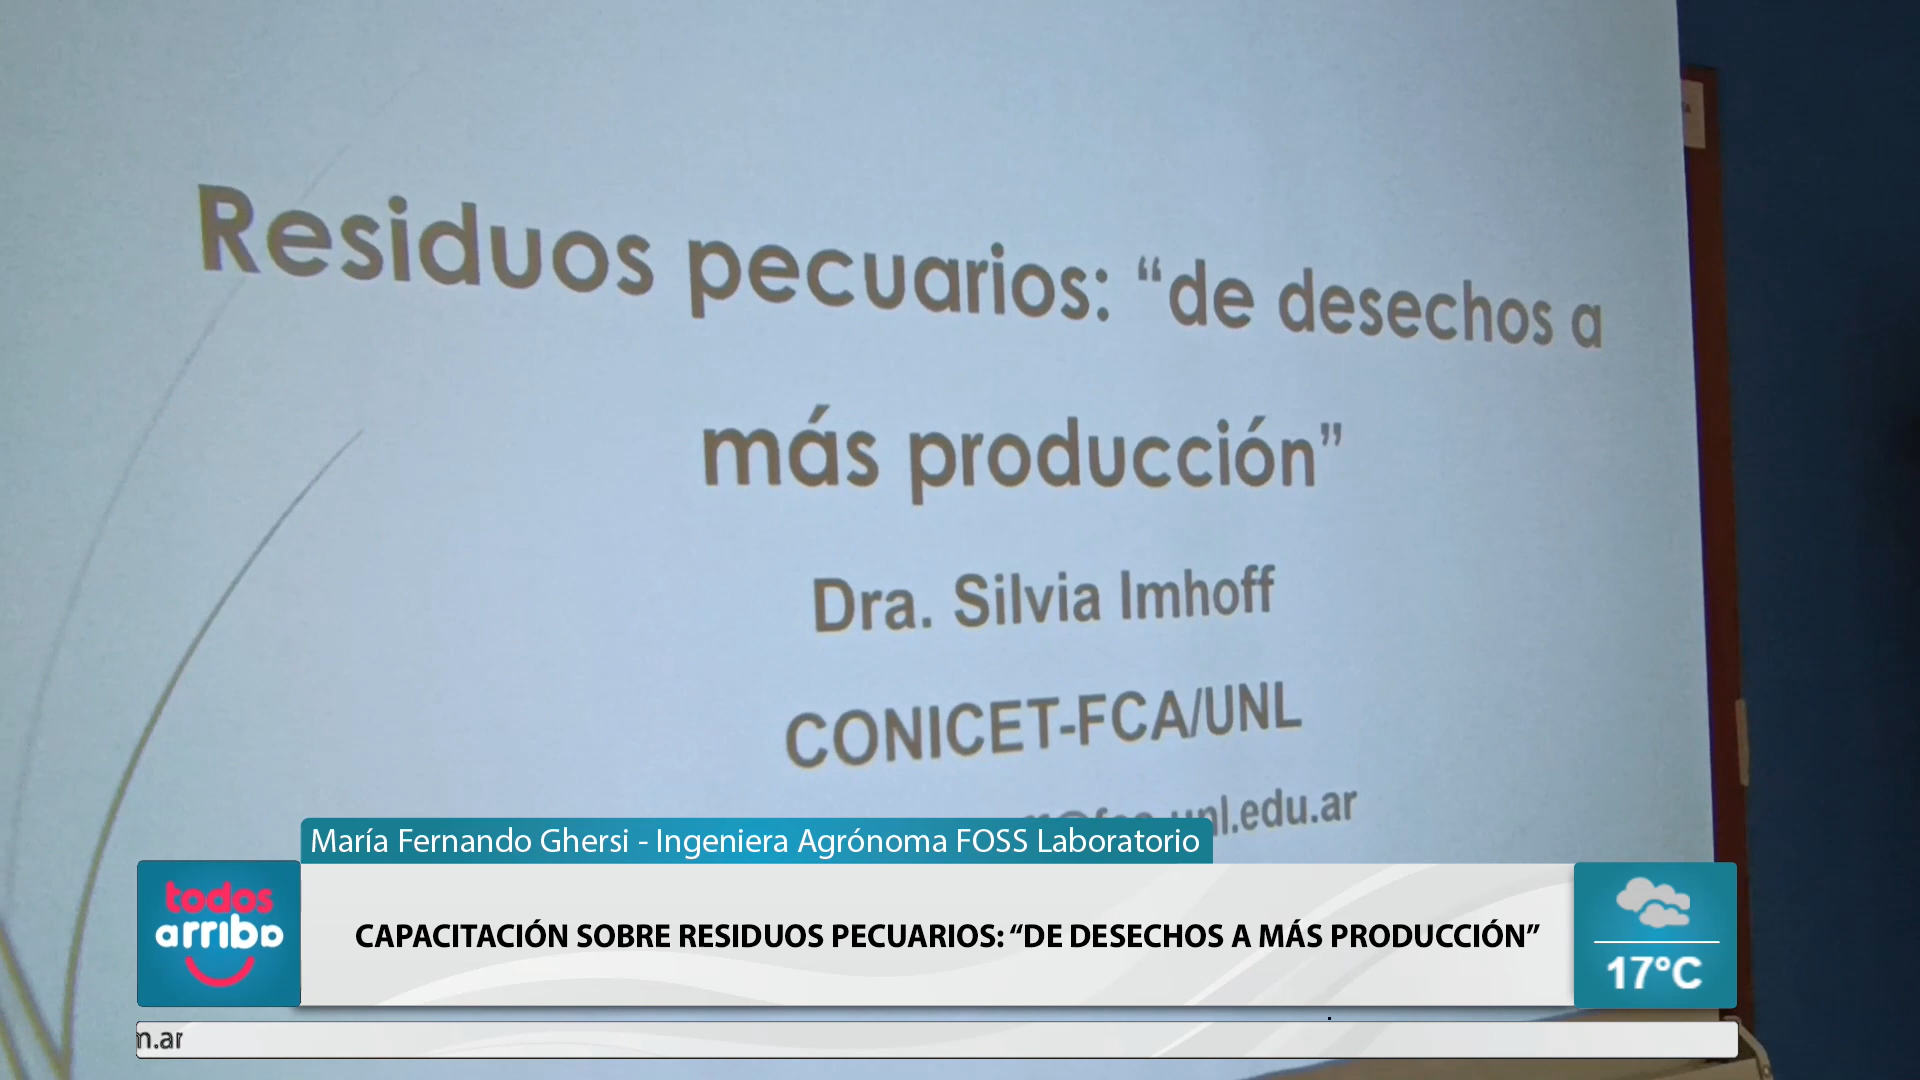 Residuos pecuarios: “de desechos a
más producción”
Dra. Silvia Imhoff
CONICET-FCA/UNL
nl.edu.ar
María Fernando Ghersi - Ingeniera Agrónoma FOSS Laboratorio
todos
arriba
CAPACITACIÓN SOBRE RESIDUOS PECUARIOS: “DE DESECHOS A MÁS PRODUCCIÓN”
17°C
m.ar